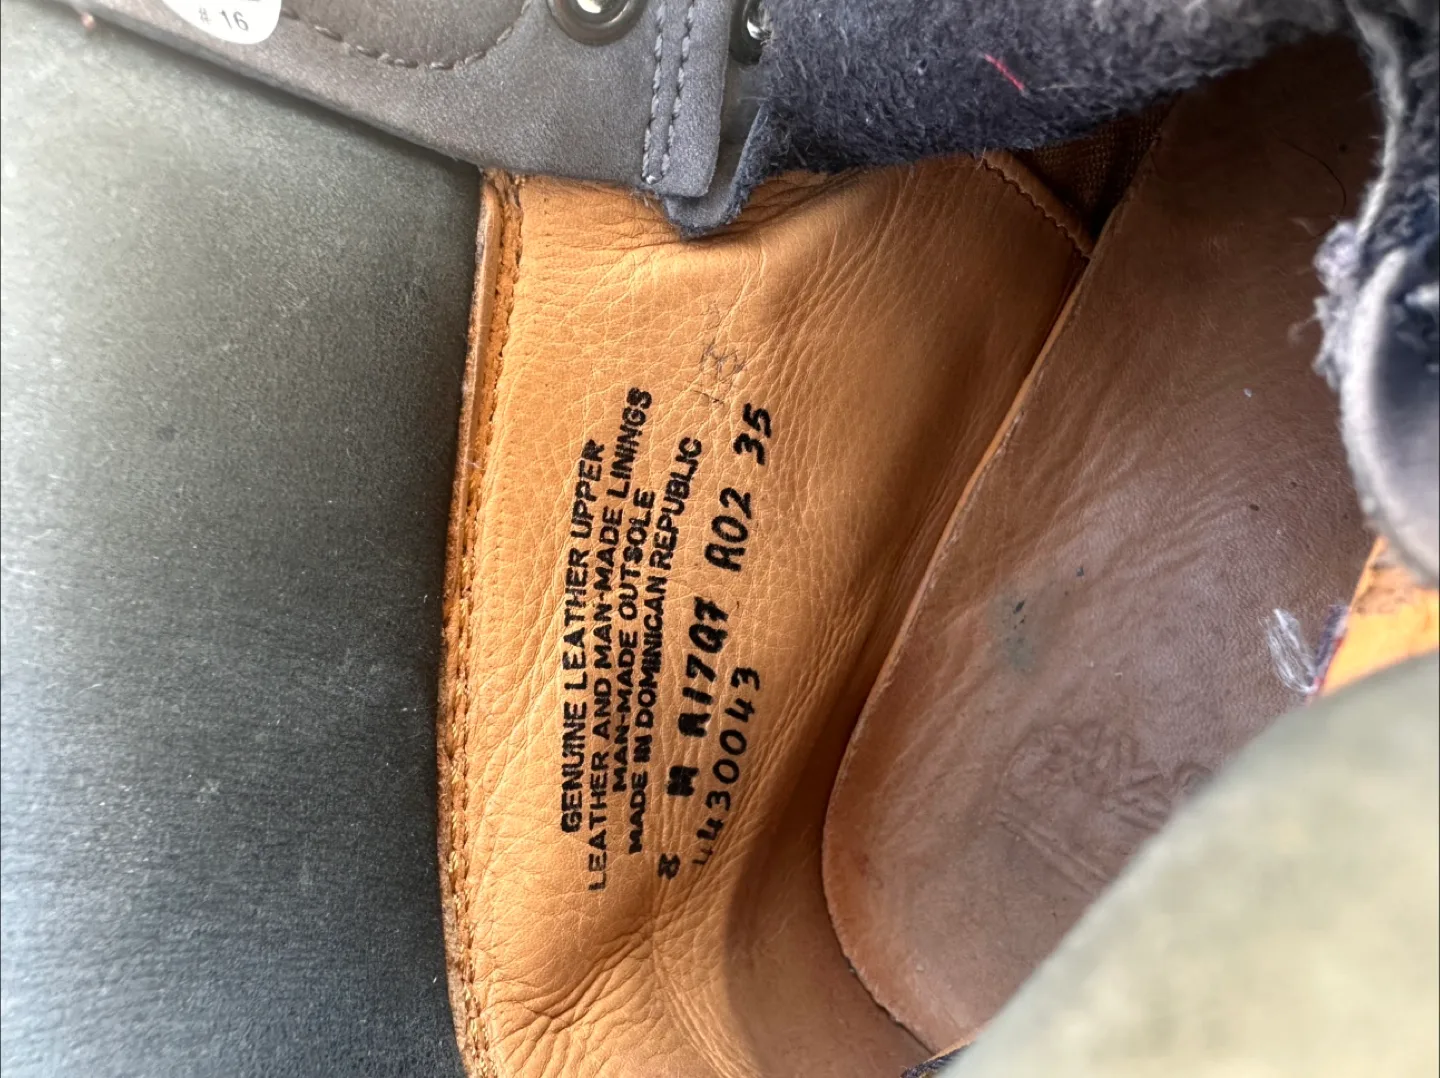 # 16
GENUINE LEATHER UPPER
LEATHER AND MAN-MADE LININGS
MAN-MADE OUTSOLE
MADE IN DOMINICAN REPUBLIC
8 M A17Q7 A02 35
4430043